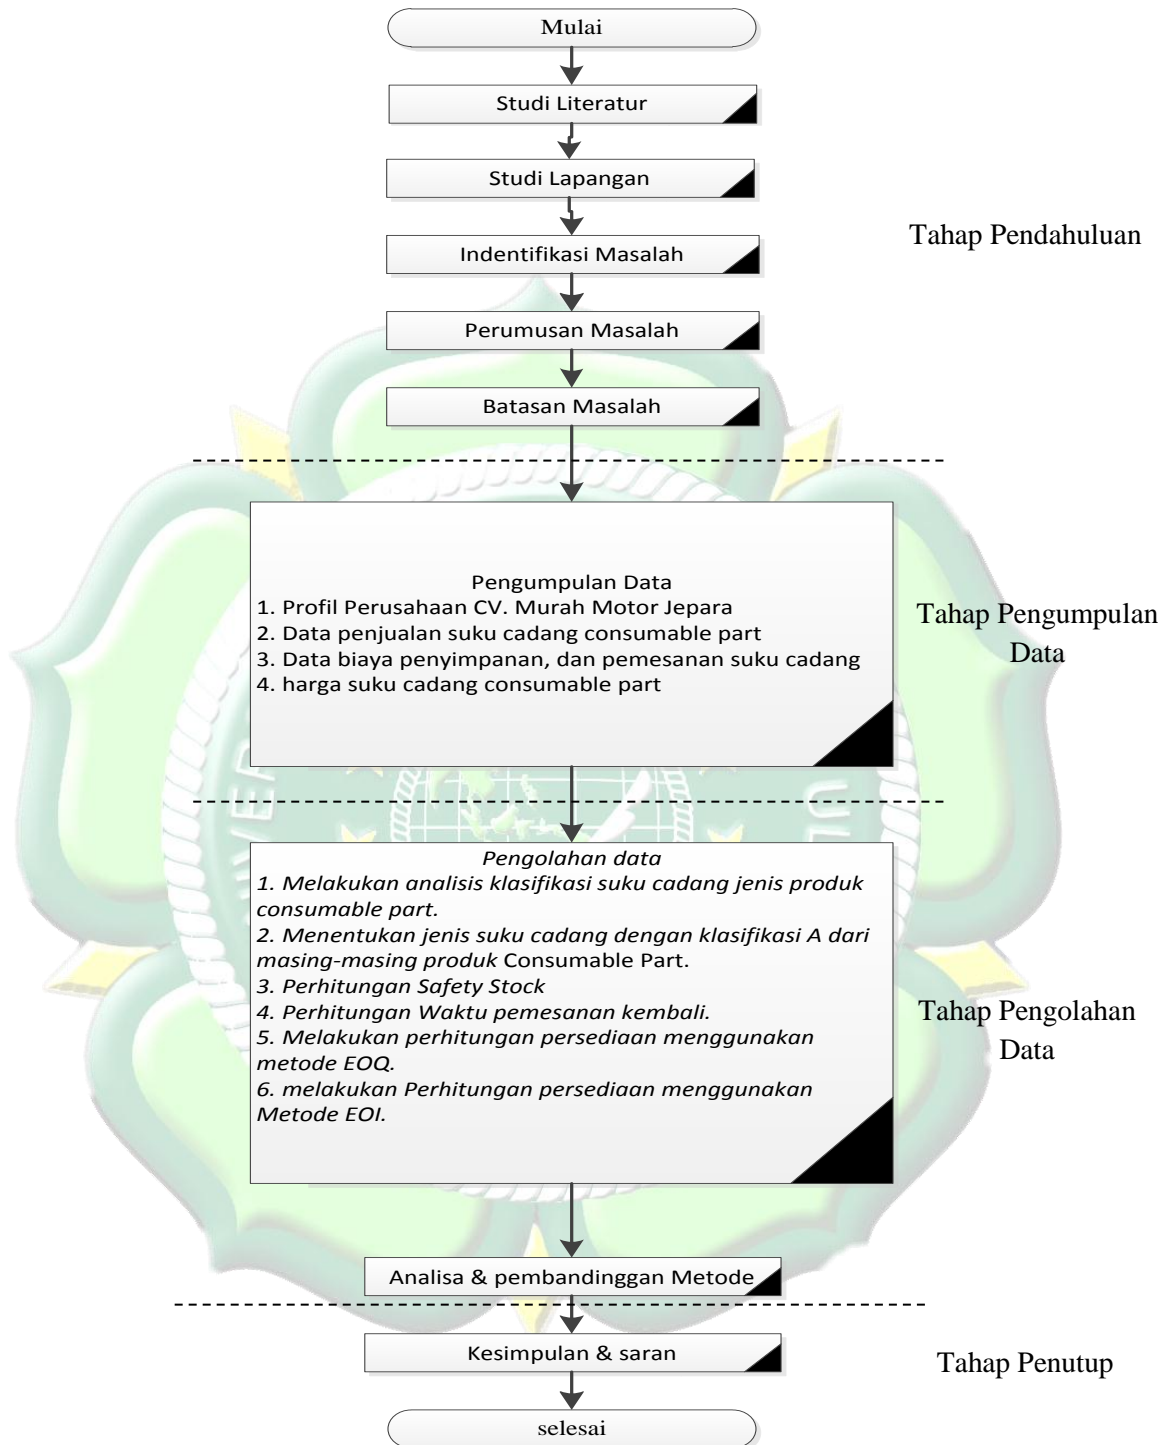 Mulai
Studi Literatur
Studi Lapangan
Indentifikasi Masalah
Perumusan Masalah
Batasan Masalah
Tahap Pendahuluan
Pengumpulan Data
1. Profil Perusahaan CV. Murah Motor Jepara
2. Data penjualan suku cadang consumable part
3. Data biaya penyimpanan, dan pemesanan suku cadang
4. harga suku cadang consumable part
Tahap Pengumpulan
Data
Pengolahan data
1. Melakukan analisis klasifikasi suku cadang jenis produk
consumable part.
2. Menentukan jenis suku cadang dengan klasifikasi A dari
masing-masing produk Consumable Part.
3. Perhitungan Safety Stock
4. Perhitungan Waktu pemesanan kembali.
5. Melakukan perhitungan persediaan menggunakan
metode EOQ.
6. melakukan Perhitungan persediaan menggunakan
Metode EOI.
Tahap Pengolahan
Data
Analisa & pembandinggan Metode
Kesimpulan & saran
Tahap Penutup
selesai